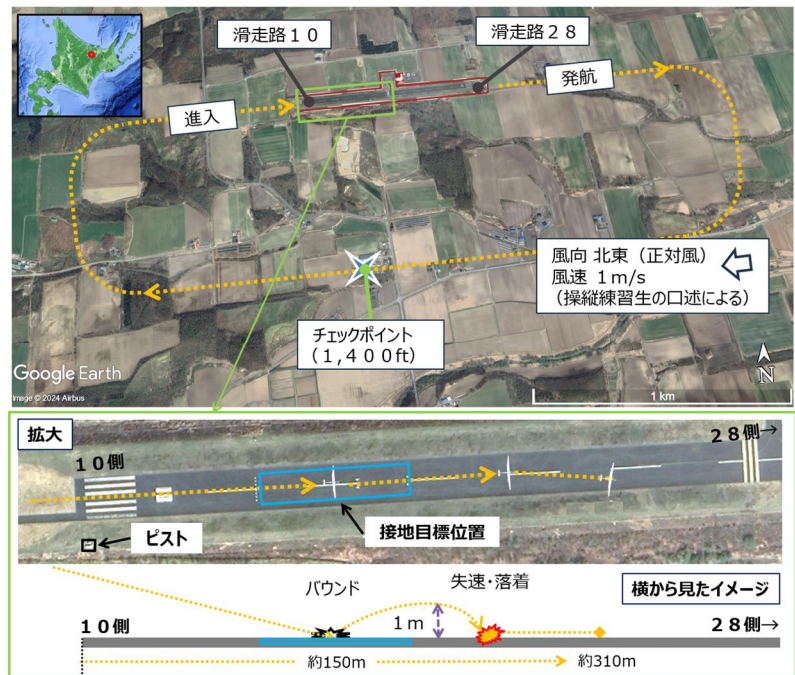 滑走路１０
滑走路２８
進入
発航
風向 北東（正対風）
風速 １ｍ/ｓ
（操縦練習生の口述による）
チェックポイント
（１,４００ft）
Google Earth
Image © 2024 Airbus
N
1 km
拡大
１０側
２８側→
ピスト
接地目標位置
バウンド
失速・落着
横から見たイメージ
１０側
１ｍ
２８側→
約150m
約310m